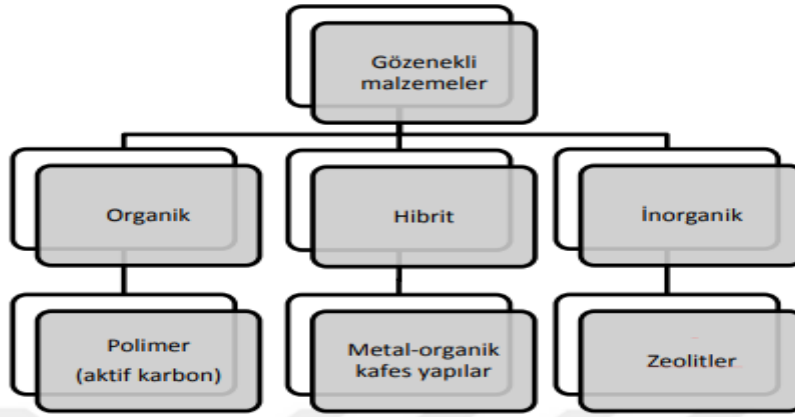 Gözenekli
malzemeler
Organik
Hibrit
İnorganik
Polimer
(aktif karbon)
Metal-organik
kafes yapılar
Zeolitler